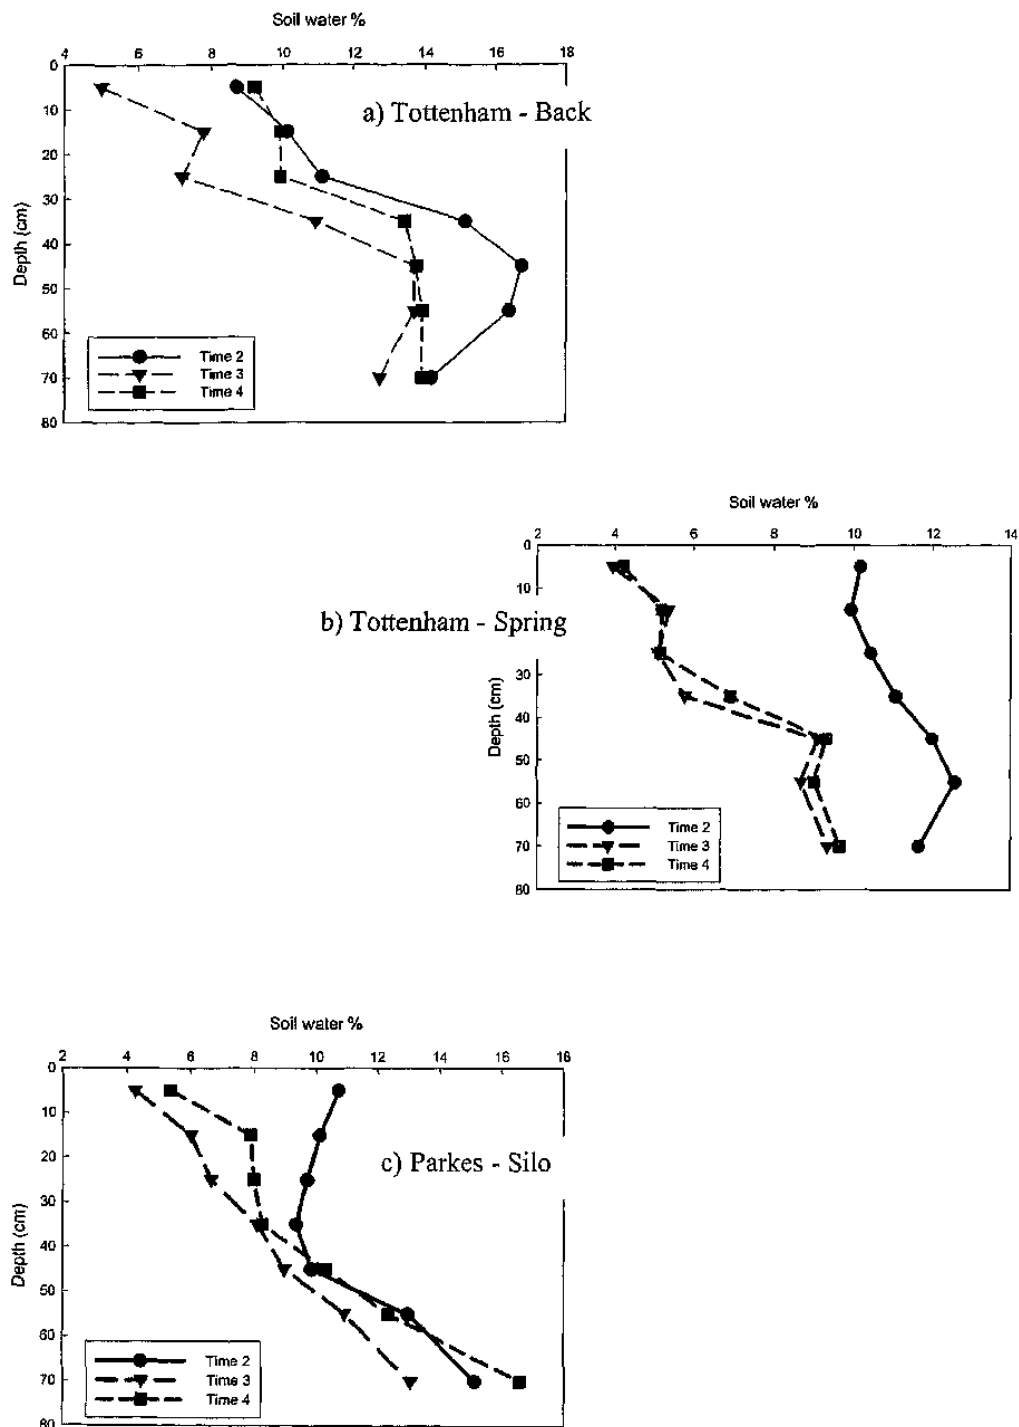 Soil water %
4 6 8 10 12 14 16 18
0
10
20
30
40
50
60
70
80
Depth (cm)
a) Tottenham - Back
Time 2
Time 3
Time 4
Soil water %
2 4 6 8 10 12 14
0
10
30
40
50
60
70
80
Depth (cm)
b) Tottenham - Spring
Time 2
Time 3
Time 4
Soil water %
2 4 6 8 10 12 14 16 18
0
10
20
30
40
50
60
70
80
Depth (cm)
c) Parkes - Silo
Time 2
Time 3
Time 4